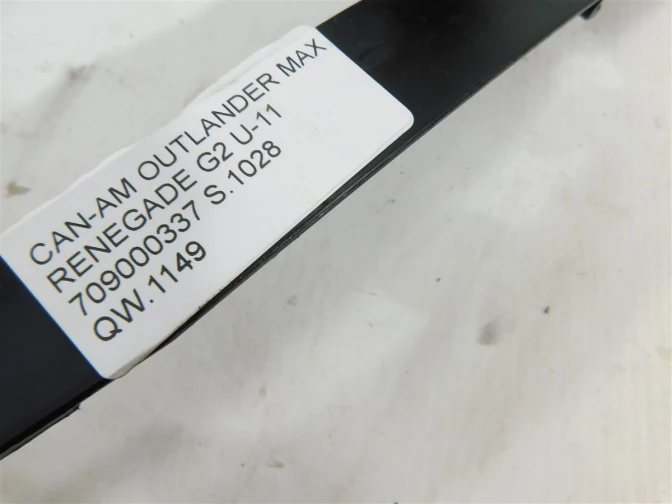 CAN-AM OUTLANDER MAX
RENEGADE G2 U-11
709000337 S.1028
QW.1149